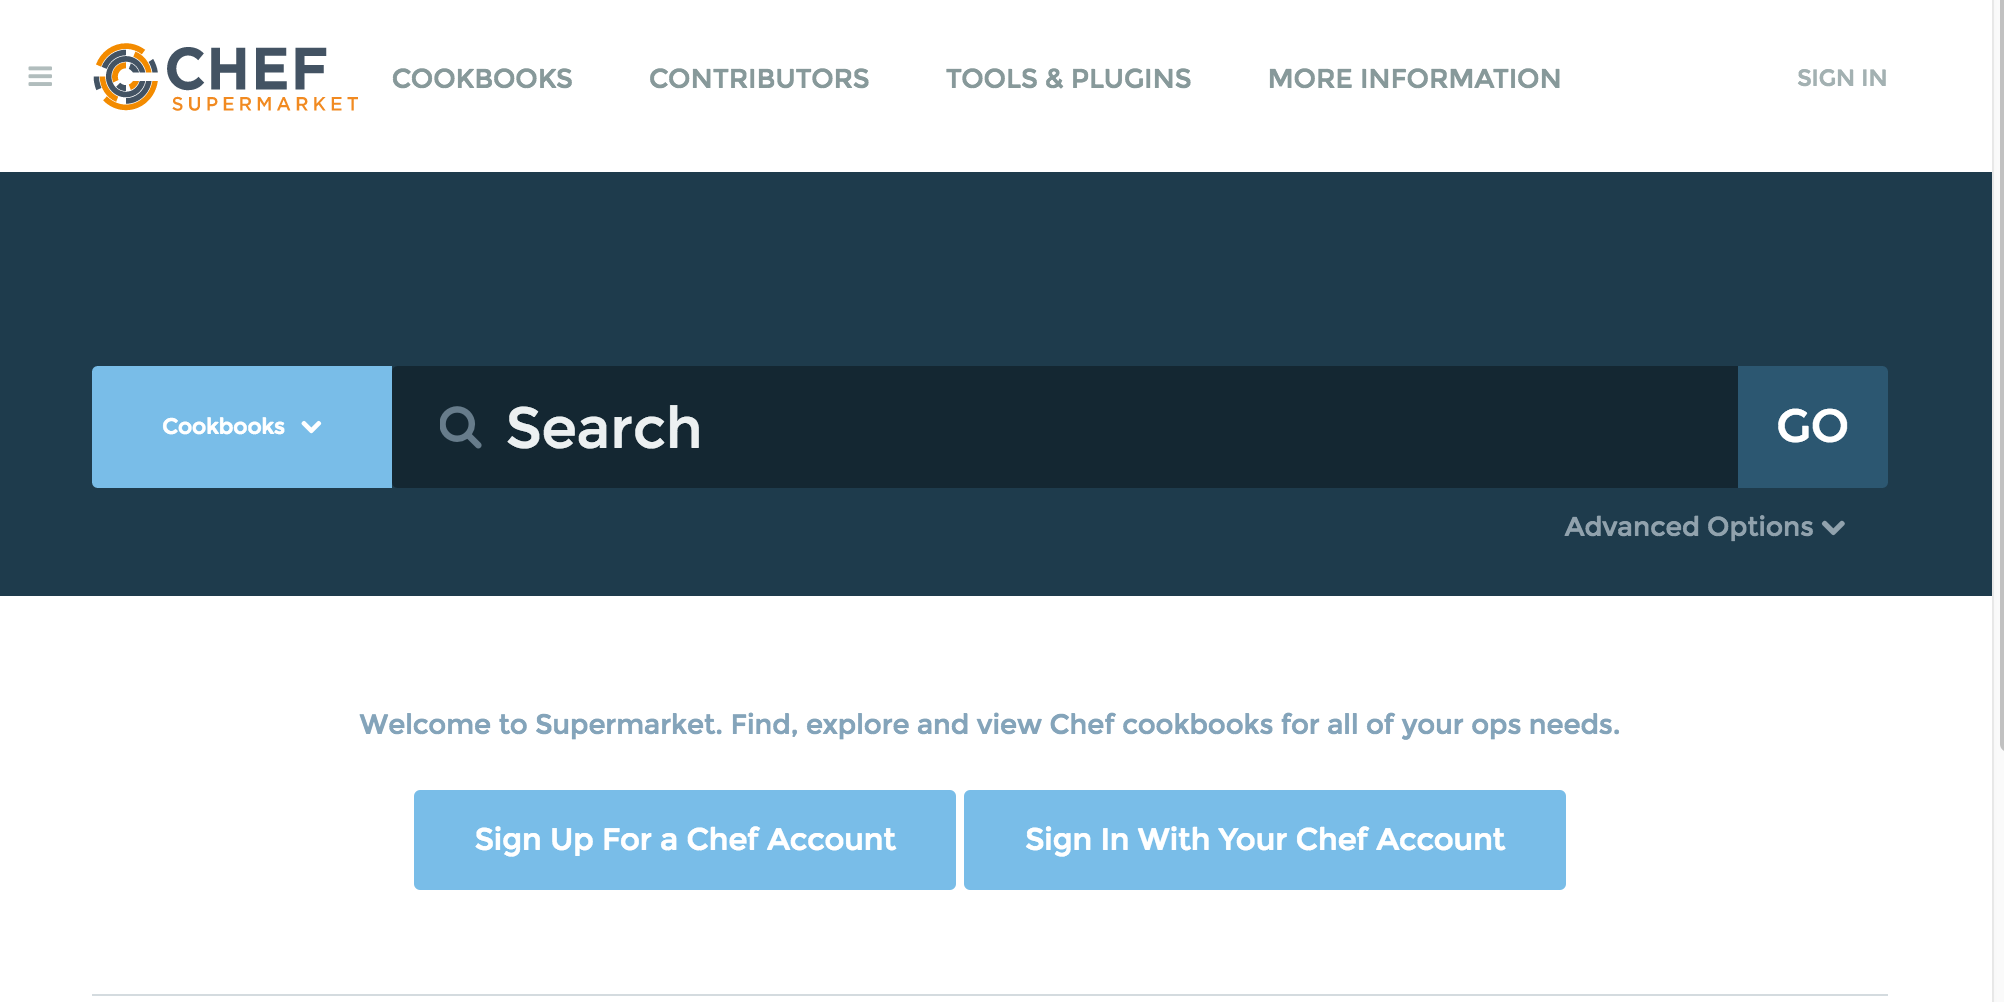 CHEF
SUPERMARKET
COOKBOOKS
CONTRIBUTORS
TOOLS & PLUGINS
MORE INFORMATION
SIGN IN
Cookbooks
Search
GO
Advanced Options
Welcome to Supermarket. Find, explore and view Chef cookbooks for all of your ops needs.
Sign Up For a Chef Account
Sign In With Your Chef Account